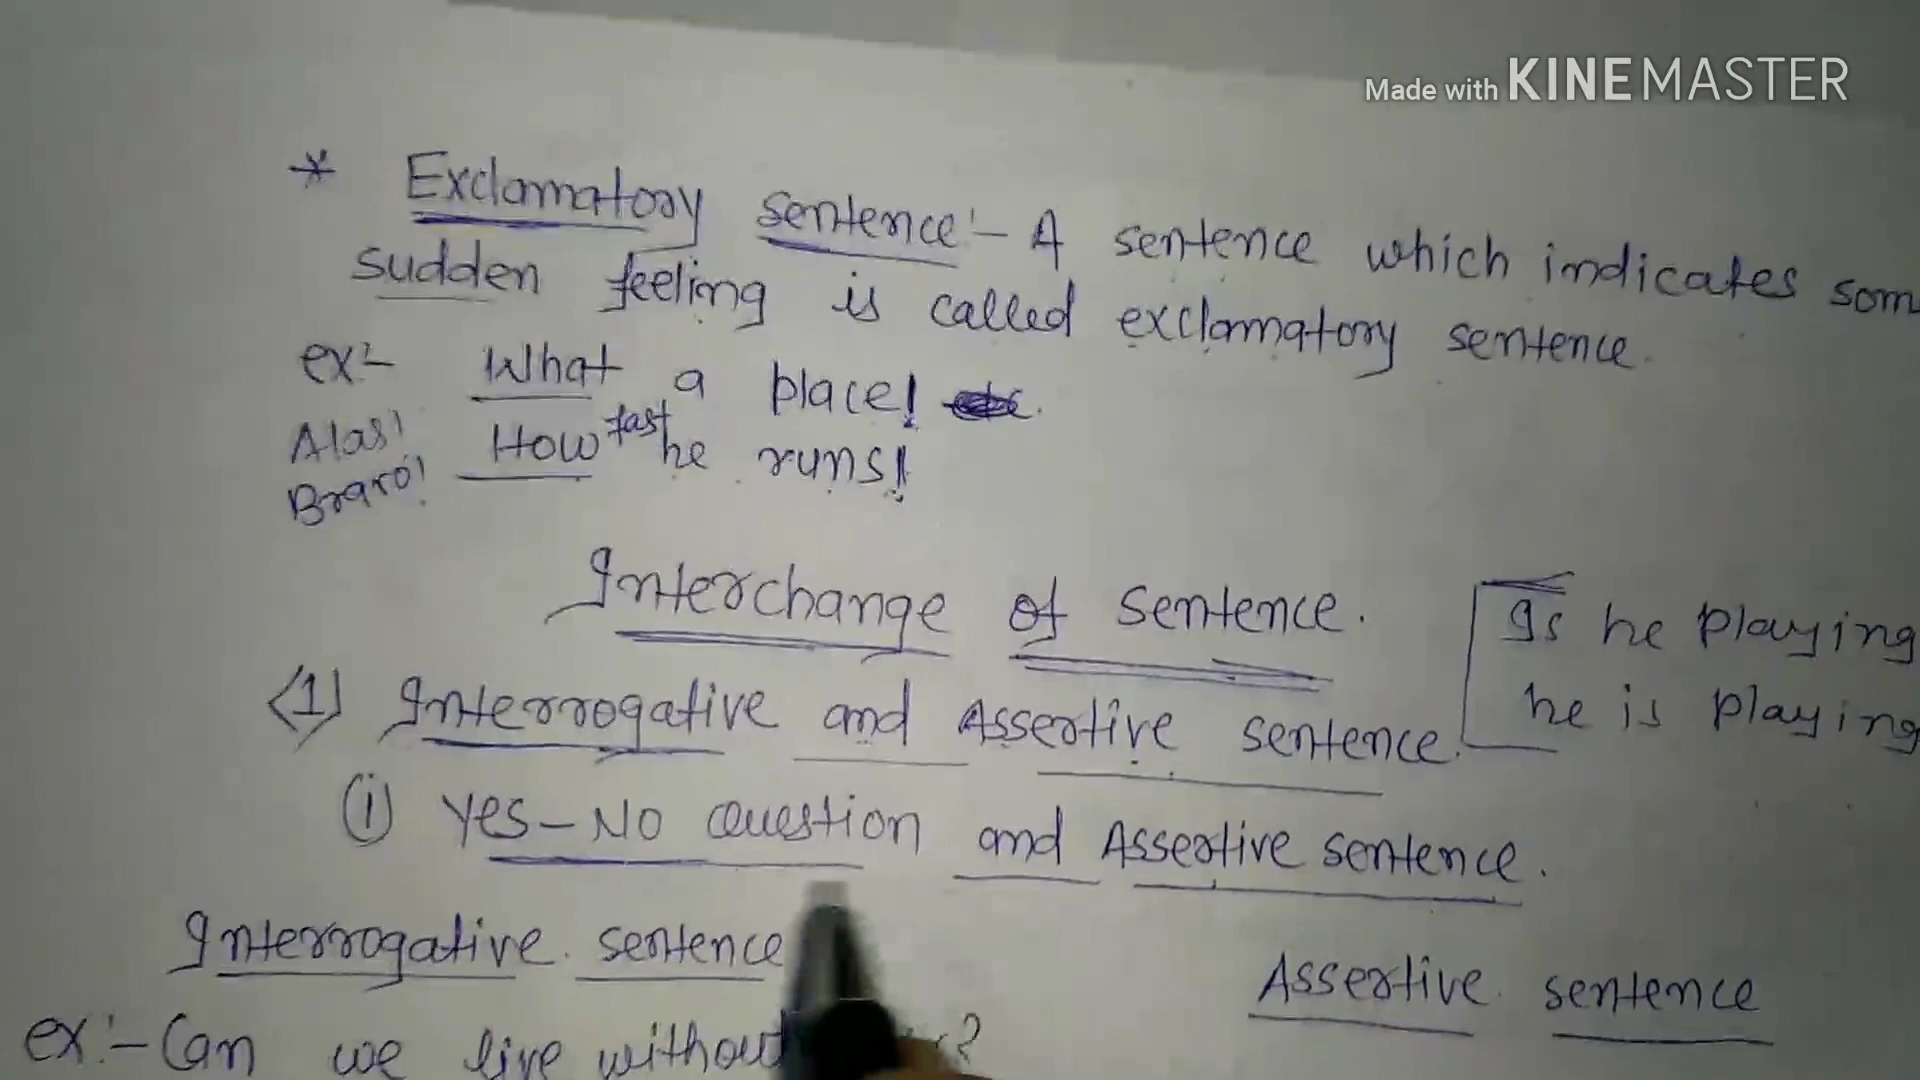 Made with KINEMASTER
* Exclamatory sentence:- A sentence which indicates som
sudden feeling is called exclamatory sentence.
ex:- What a place!
Alas! How fast he runs!
Bravo!
Interchange of sentence.
Is he playing
he is playing
(1) Interrogative and Assertive sentence.
(i) Yes-No Question and Assertive sentence.
Interrogative sentence
Assertive sentence
ex:- Can we live without ?